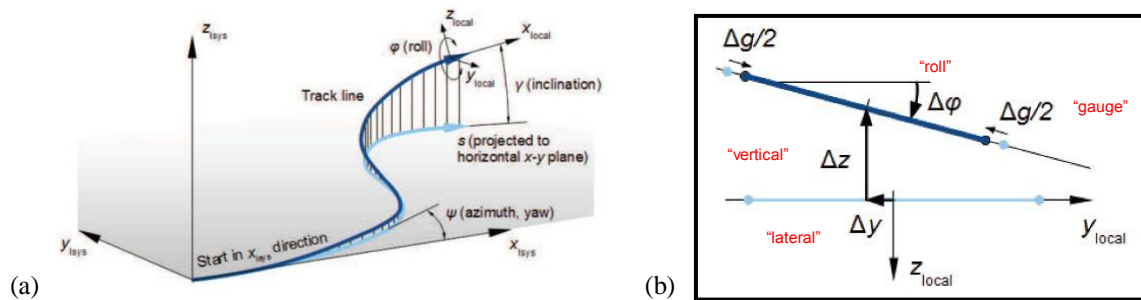 z_lsys
z_local
x_local
φ (roll)
y_local
γ (inclination)
Track line
s (projected to
horizontal x-y plane)
ψ (azimuth, yaw)
y_lsys
Start in x_lsys direction
x_lsys
(a)
Δg/2
"roll"
Δφ
Δg/2
"gauge"
"vertical"
Δz
Δy
y_local
"lateral"
z_local
(b)